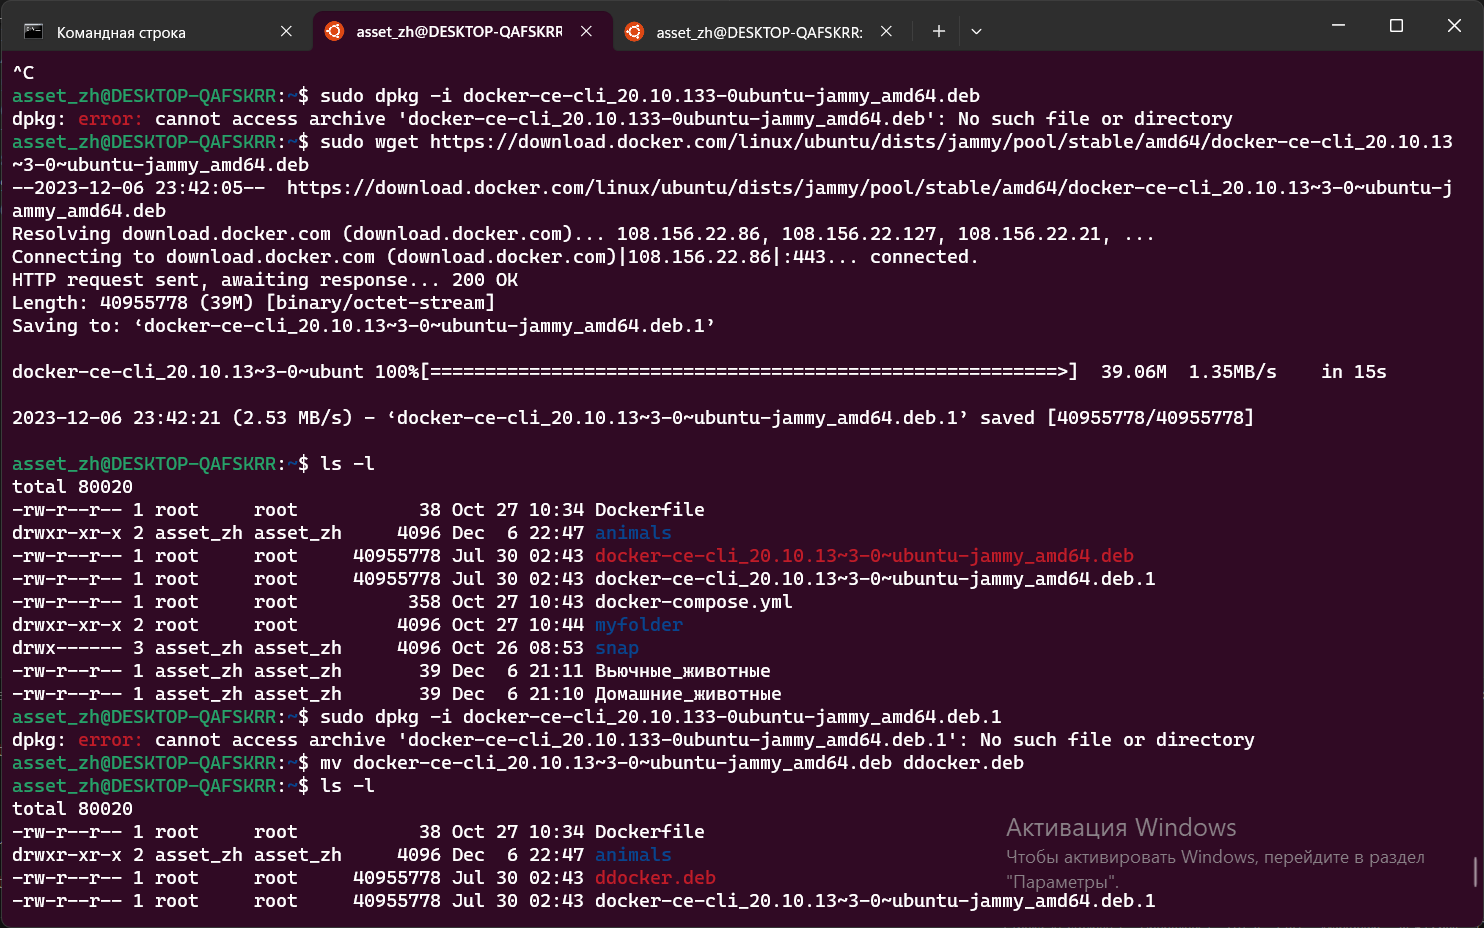 Командная строка
asset_zh@DESKTOP-QAFSKRR
asset_zh@DESKTOP-QAFSKRR:
^C
asset_zh@DESKTOP-QAFSKRR:~$ sudo dpkg -i docker-ce-cli_20.10.133-0ubuntu-jammy_amd64.deb
dpkg: error: cannot access archive 'docker-ce-cli_20.10.133-0ubuntu-jammy_amd64.deb': No such file or directory
asset_zh@DESKTOP-QAFSKRR:~$ sudo wget https://download.docker.com/linux/ubuntu/dists/jammy/pool/stable/amd64/docker-ce-cli_20.10.13
~3-0~ubuntu-jammy_amd64.deb
--2023-12-06 23:42:05--  https://download.docker.com/linux/ubuntu/dists/jammy/pool/stable/amd64/docker-ce-cli_20.10.13~3-0~ubuntu-j
ammy_amd64.deb
Resolving download.docker.com (download.docker.com)... 108.156.22.86, 108.156.22.127, 108.156.22.21, ...
Connecting to download.docker.com (download.docker.com)|108.156.22.86|:443... connected.
HTTP request sent, awaiting response... 200 OK
Length: 40955778 (39M) [binary/octet-stream]
Saving to: ‘docker-ce-cli_20.10.13~3-0~ubuntu-jammy_amd64.deb.1’
docker-ce-cli_20.10.13~3-0~ubunt 100%[=========================================================>]  39.06M  1.35MB/s    in 15s
2023-12-06 23:42:21 (2.53 MB/s) - ‘docker-ce-cli_20.10.13~3-0~ubuntu-jammy_amd64.deb.1’ saved [40955778/40955778]
asset_zh@DESKTOP-QAFSKRR:~$ ls -l
total 80020
-rw-r--r-- 1 root     root           38 Oct 27 10:34 Dockerfile
drwxr-xr-x 2 asset_zh asset_zh     4096 Dec  6 22:47 animals
-rw-r--r-- 1 root     root     40955778 Jul 30 02:43 docker-ce-cli_20.10.13~3-0~ubuntu-jammy_amd64.deb
-rw-r--r-- 1 root     root     40955778 Jul 30 02:43 docker-ce-cli_20.10.13~3-0~ubuntu-jammy_amd64.deb.1
-rw-r--r-- 1 root     root          358 Oct 27 10:43 docker-compose.yml
drwxr-xr-x 2 root     root         4096 Oct 27 10:44 myfolder
drwx------ 3 asset_zh asset_zh     4096 Oct 26 08:53 snap
-rw-r--r-- 1 asset_zh asset_zh       39 Dec  6 21:11 Вьючные_животные
-rw-r--r-- 1 asset_zh asset_zh       39 Dec  6 21:10 Домашние_животные
asset_zh@DESKTOP-QAFSKRR:~$ sudo dpkg -i docker-ce-cli_20.10.133-0ubuntu-jammy_amd64.deb.1
dpkg: error: cannot access archive 'docker-ce-cli_20.10.133-0ubuntu-jammy_amd64.deb.1': No such file or directory
asset_zh@DESKTOP-QAFSKRR:~$ mv docker-ce-cli_20.10.13~3-0~ubuntu-jammy_amd64.deb ddocker.deb
asset_zh@DESKTOP-QAFSKRR:~$ ls -l
total 80020
-rw-r--r-- 1 root     root           38 Oct 27 10:34 Dockerfile
drwxr-xr-x 2 asset_zh asset_zh     4096 Dec  6 22:47 animals
-rw-r--r-- 1 root     root     40955778 Jul 30 02:43 ddocker.deb
-rw-r--r-- 1 root     root     40955778 Jul 30 02:43 docker-ce-cli_20.10.13~3-0~ubuntu-jammy_amd64.deb.1
Активация Windows
Чтобы активировать Windows, перейдите в раздел
"Параметры".